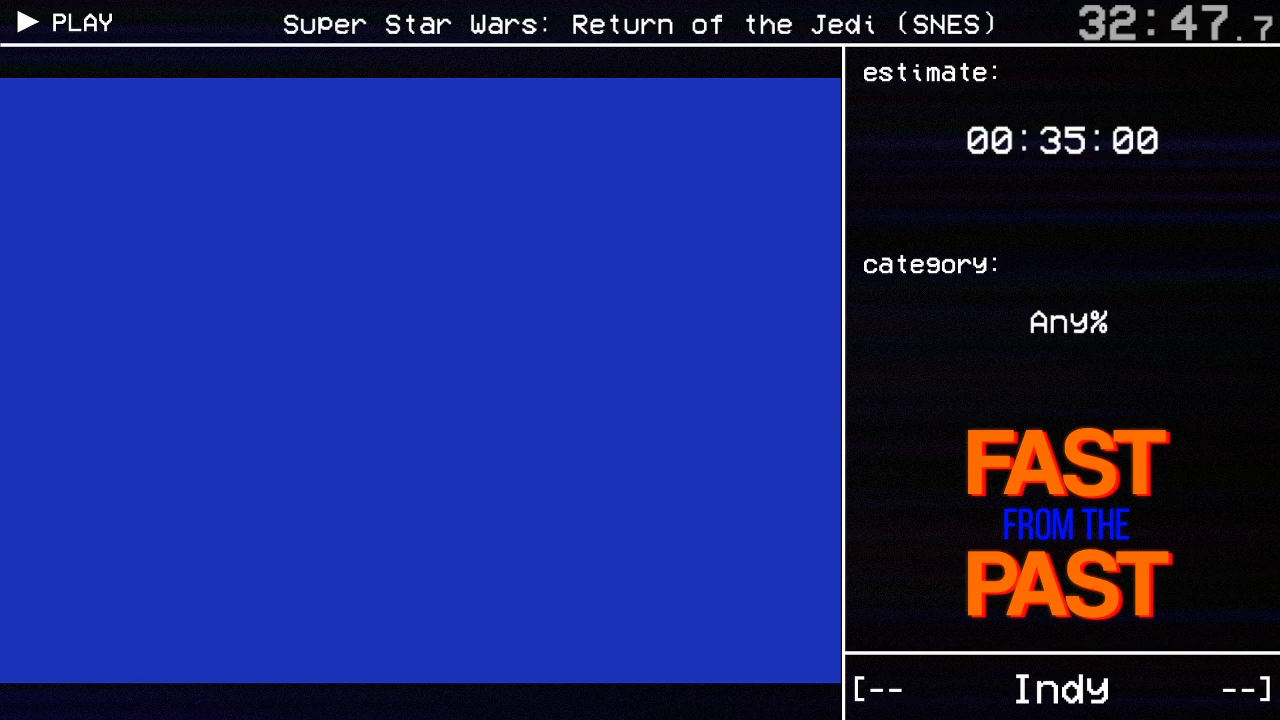 ▶ PLAY
Super Star Wars: Return of the Jedi (SNES)
32:47.7
estimate:
00:35:00
category:
Any%
FAST
FROM THE
PAST
[-- Indy --]